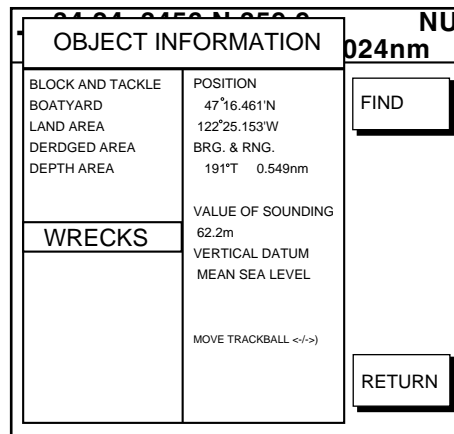 NU
OBJECT INFORMATION
024nm
BLOCK AND TACKLE
BOATYARD
LAND AREA
DERDGED AREA
DEPTH AREA
WRECKS
POSITION
47°16.461'N
122°25.153'W
BRG. & RNG.
191°T 0.549nm
VALUE OF SOUNDING
62.2m
VERTICAL DATUM
MEAN SEA LEVEL
MOVE TRACKBALL <-/->)
FIND
RETURN